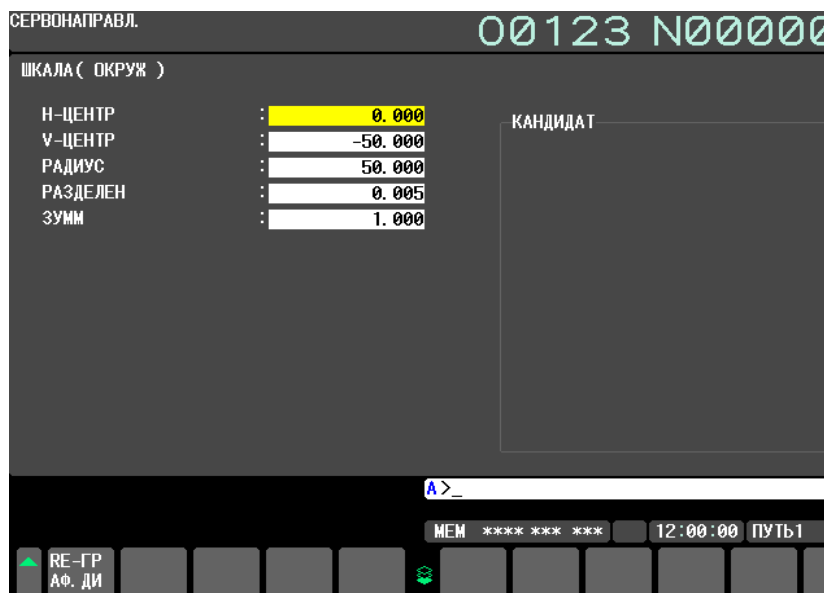 СЕРВОНАПРАВЛ.
O0123 N00000
ШКАЛА( ОКРУЖ )
H-ЦЕНТР : 0.000
V-ЦЕНТР : -50.000
РАДИУС : 50.000
РАЗДЕЛЕН : 0.005
ЗУММ : 1.000
КАНДИДАТ
A >_
MEM **** *** *** 12:00:00 ПУТЬ1
RE-ГР
АФ. ДИ